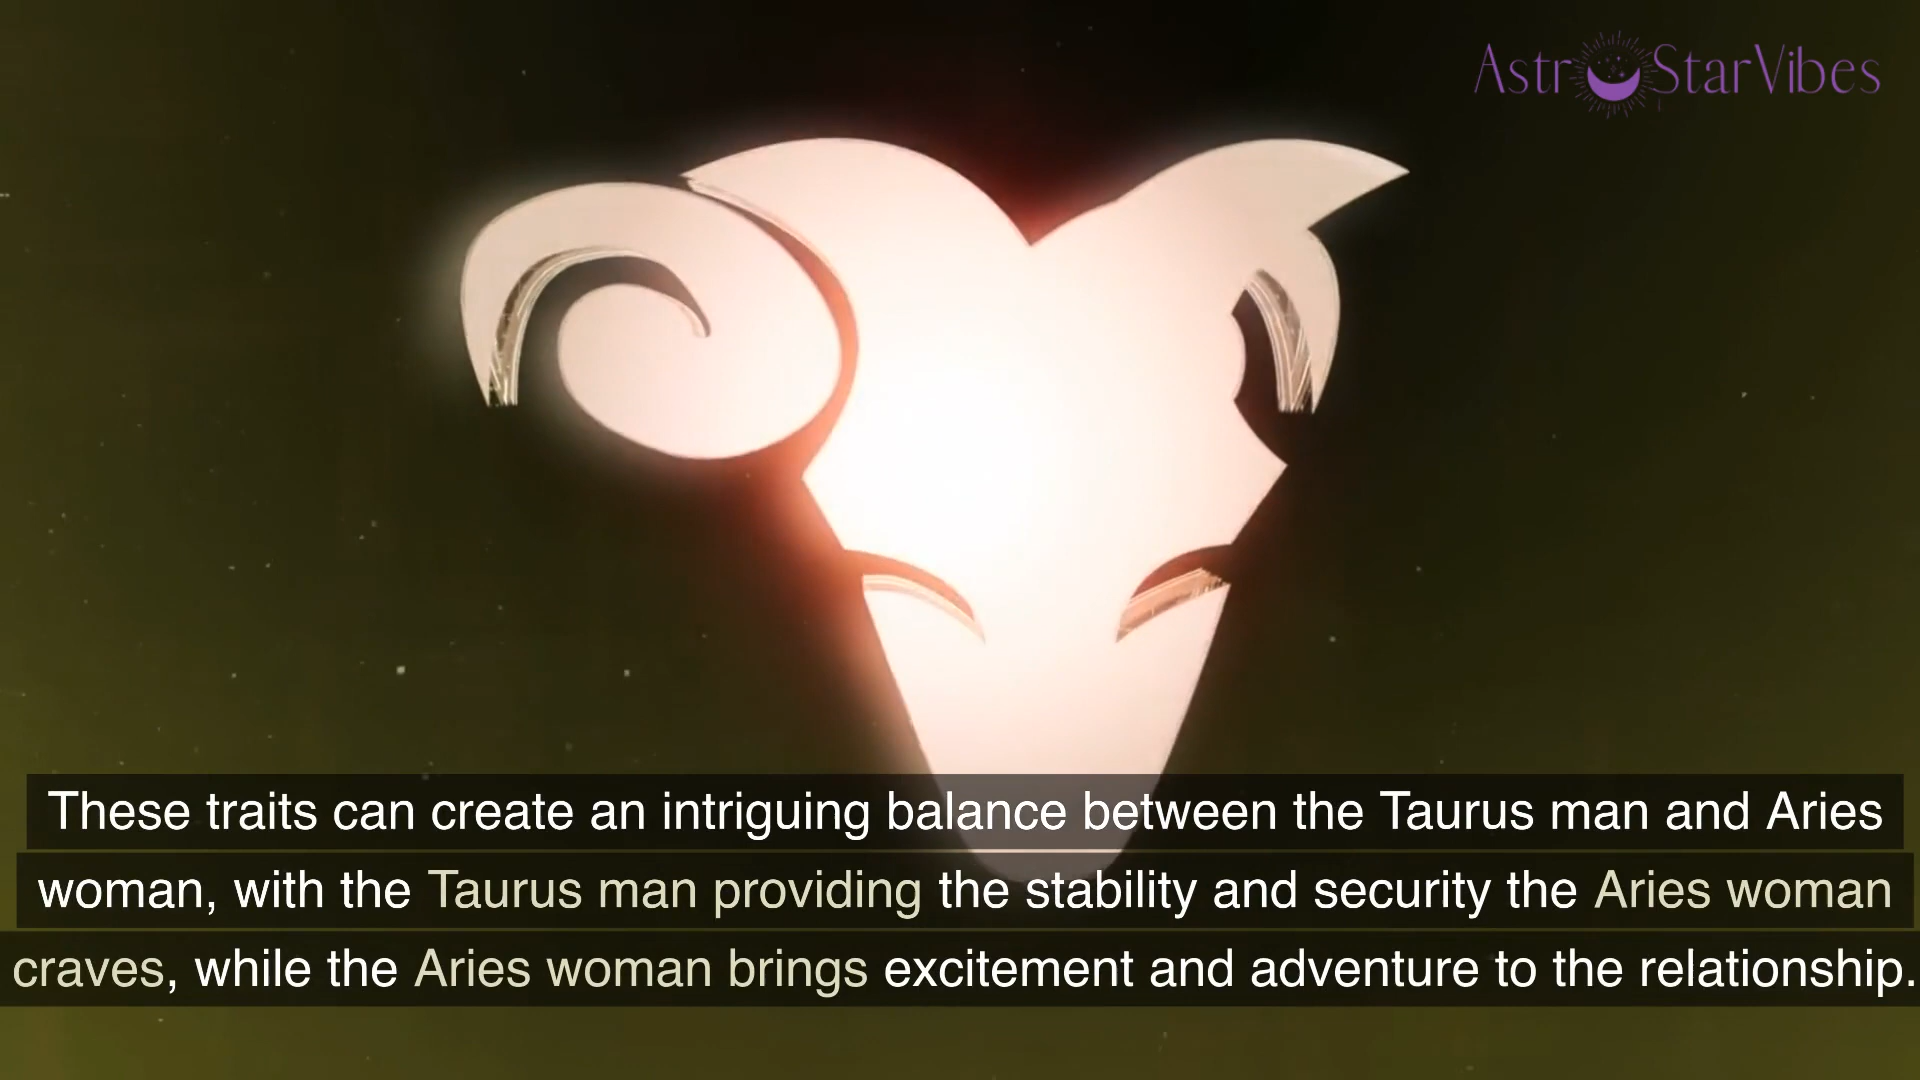 AstroStarVibes
These traits can create an intriguing balance between the Taurus man and Aries
woman, with the Taurus man providing the stability and security the Aries woman
craves, while the Aries woman brings excitement and adventure to the relationship.